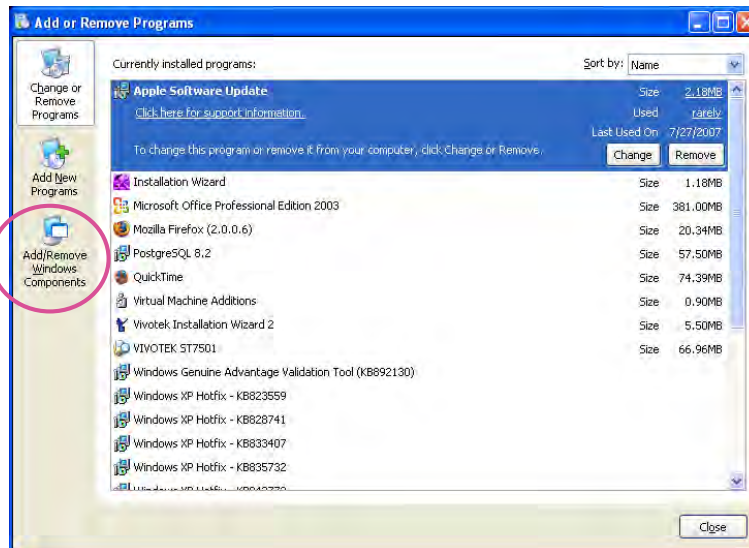 Add or Remove Programs
Change or
Remove
Programs
Add New
Programs
Add/Remove
Windows
Components
Currently installed programs:
Sort by: Name
Apple Software Update Size 2.18MB
Click here for support information. Used rarely
Last Used On 7/27/2007
To change this program or remove it from your computer, click Change or Remove. Change Remove
Installation Wizard Size 1.18MB
Microsoft Office Professional Edition 2003 Size 381.00MB
Mozilla Firefox (2.0.0.6) Size 20.34MB
PostgreSQL 8.2 Size 57.50MB
QuickTime Size 74.39MB
Virtual Machine Additions Size 0.90MB
Vivotek Installation Wizard 2 Size 5.50MB
VIVOTEK ST7501 Size 66.96MB
Windows Genuine Advantage Validation Tool (KB892130)
Windows XP Hotfix - KB823559
Windows XP Hotfix - KB828741
Windows XP Hotfix - KB833407
Windows XP Hotfix - KB835732
Close